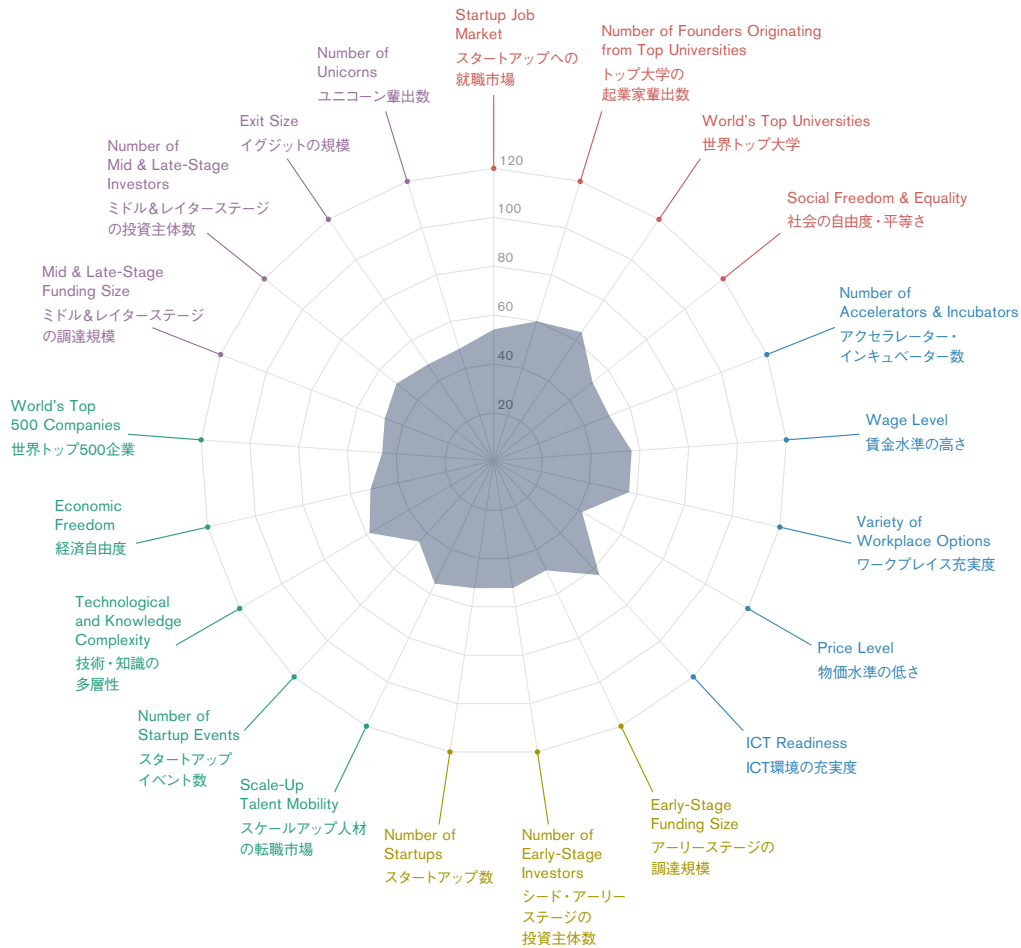 Startup Job
Market
スタートアップへの
就職市場
Number of Founders Originating
from Top Universities
トップ大学の
起業家輩出数
World's Top Universities
世界トップ大学
Social Freedom & Equality
社会の自由度・平等さ
Number of
Accelerators & Incubators
アクセラレーター・
インキュベーター数
Wage Level
賃金水準の高さ
Variety of
Workplace Options
ワークプレイス充実度
Price Level
物価水準の低さ
ICT Readiness
ICT環境の充実度
Early-Stage
Funding Size
アーリーステージの
調達規模
Number of
Early-Stage
Investors
シード・アーリー
ステージの
投資主体数
Number of
Startups
スタートアップ数
Scale-Up
Talent Mobility
スケールアップ人材
の転職市場
Number of
Startup Events
スタートアップ
イベント数
Technological
and Knowledge
Complexity
技術・知識の
多層性
Economic
Freedom
経済自由度
World's Top
500 Companies
世界トップ500企業
Mid & Late-Stage
Funding Size
ミドル＆レイターステージ
の調達規模
Number of
Mid & Late-Stage
Investors
ミドル＆レイターステージ
の投資主体数
Exit Size
イグジットの規模
Number of
Unicorns
ユニコーン輩出数
120
100
80
60
40
20